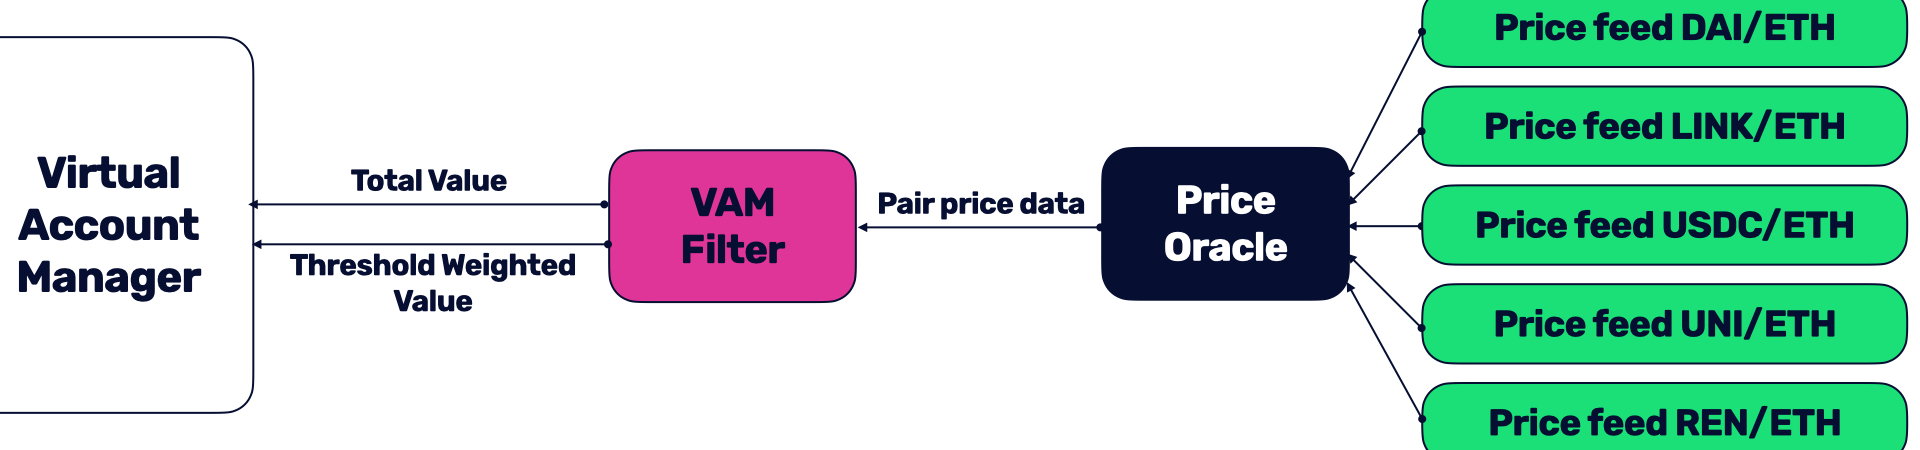 Virtual
Account
Manager
Total Value
Threshold Weighted
Value
VAM
Filter
Pair price data
Price
Oracle
Price feed DAI/ETH
Price feed LINK/ETH
Price feed USDC/ETH
Price feed UNI/ETH
Price feed REN/ETH